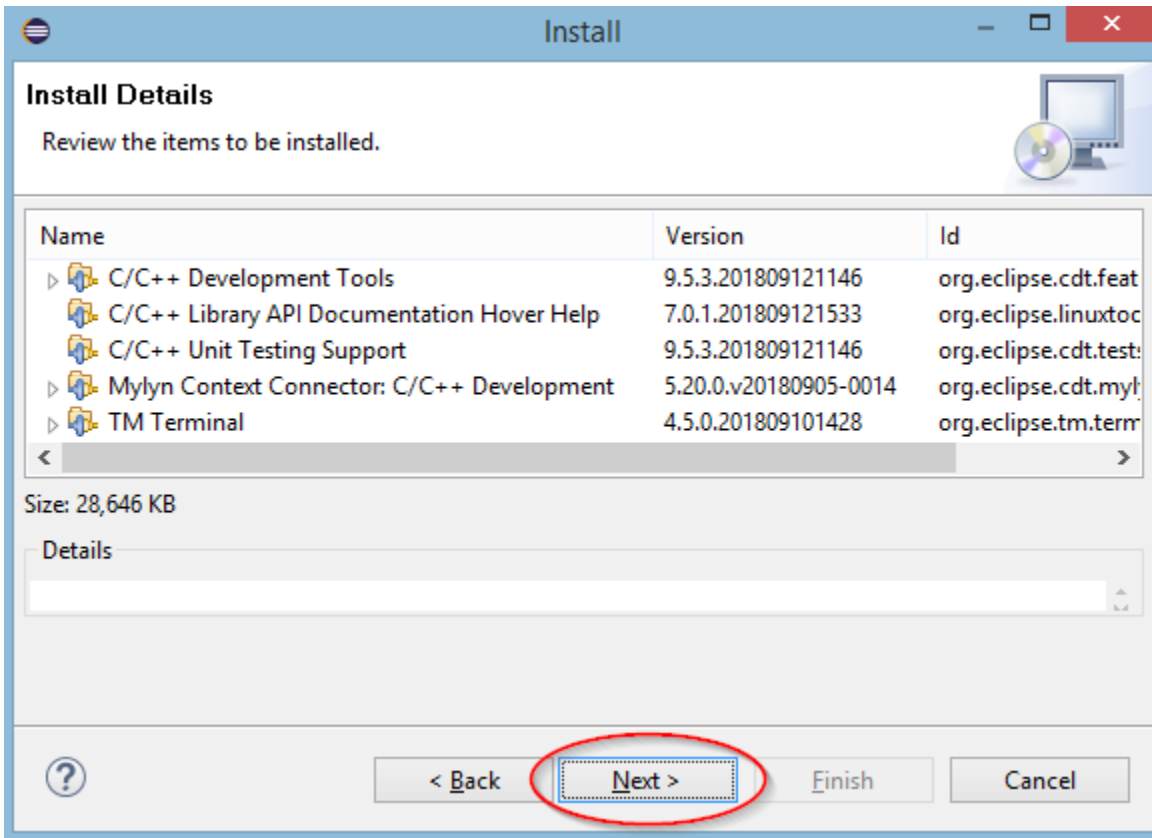 Install
Install Details
Review the items to be installed.
Name Version Id
C/C++ Development Tools 9.5.3.201809121146 org.eclipse.cdt.feat
C/C++ Library API Documentation Hover Help 7.0.1.201809121533 org.eclipse.linuxtoc
C/C++ Unit Testing Support 9.5.3.201809121146 org.eclipse.cdt.tests
Mylyn Context Connector: C/C++ Development 5.20.0.v20180905-0014 org.eclipse.cdt.myl
TM Terminal 4.5.0.201809101428 org.eclipse.tm.term
Size: 28,646 KB
Details
? < Back Next > Finish Cancel